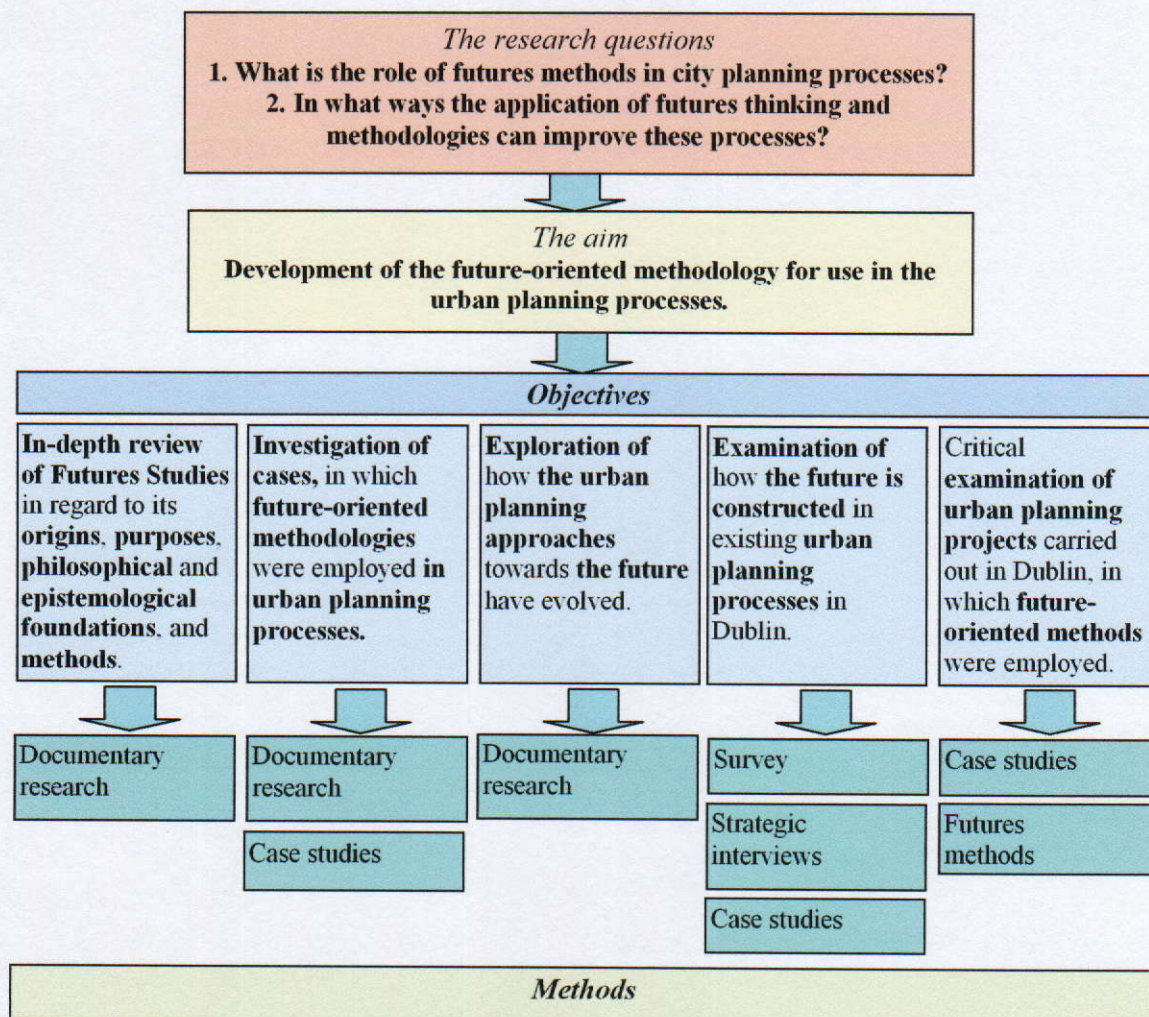 The research questions
1. What is the role of futures methods in city planning processes?
2. In what ways the application of futures thinking and
methodologies can improve these processes?
The aim
Development of the future-oriented methodology for use in the
urban planning processes.
Objectives
In-depth review
of Futures Studies
in regard to its
origins, purposes,
philosophical and
epistemological
foundations, and
methods.
Investigation of
cases, in which
future-oriented
methodologies
were employed in
urban planning
processes.
Exploration of
how the urban
planning
approaches
towards the future
have evolved.
Examination of
how the future is
constructed in
existing urban
planning
processes in
Dublin.
Critical
examination of
urban planning
projects carried
out in Dublin, in
which future-
oriented methods
were employed.
Documentary
research
Documentary
research
Case studies
Documentary
research
Survey
Strategic
interviews
Case studies
Case studies
Futures
methods
Methods